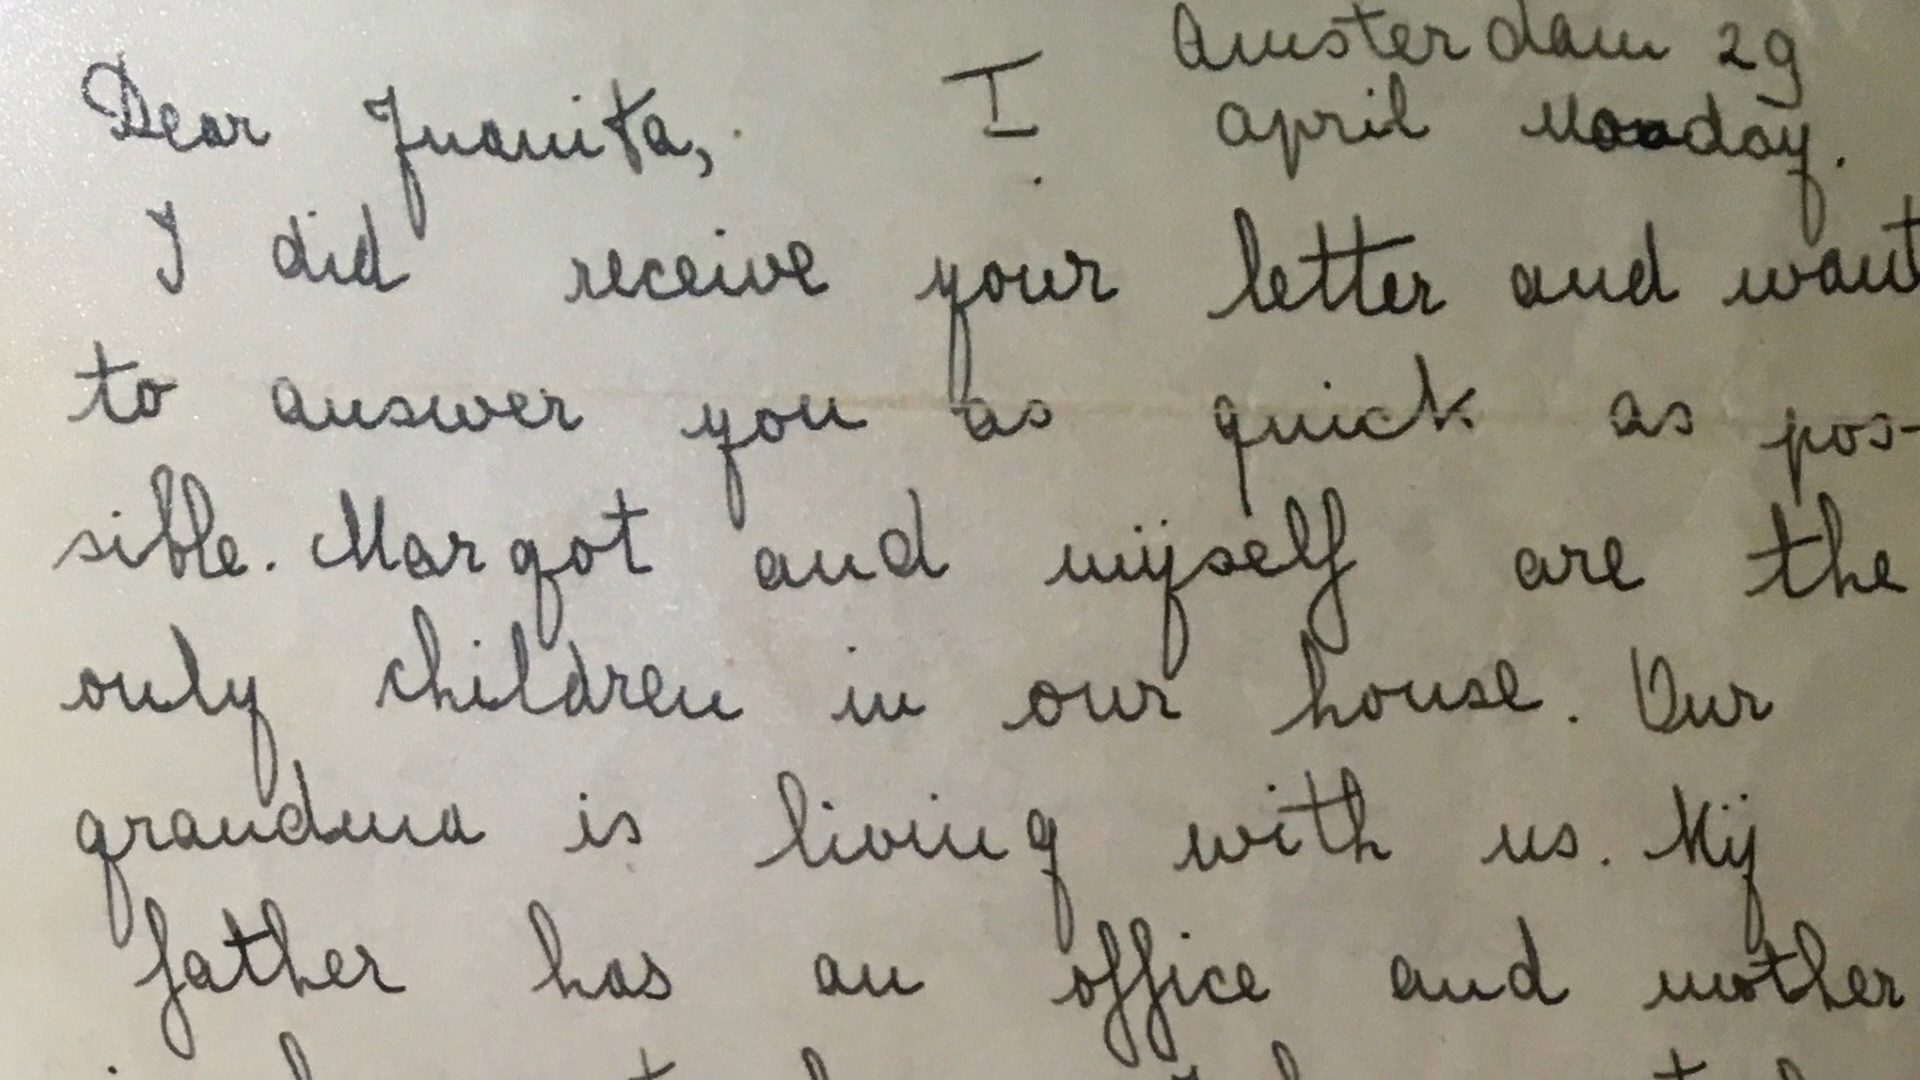 Amsterdam 29
Dear Juanita, I april Monday.
I did receive your letter and want
to answer you as quick as pos-
sible. Margot and mijself are the
only children in our house. Our
grandma is living with us. Mij
father has an office and mother